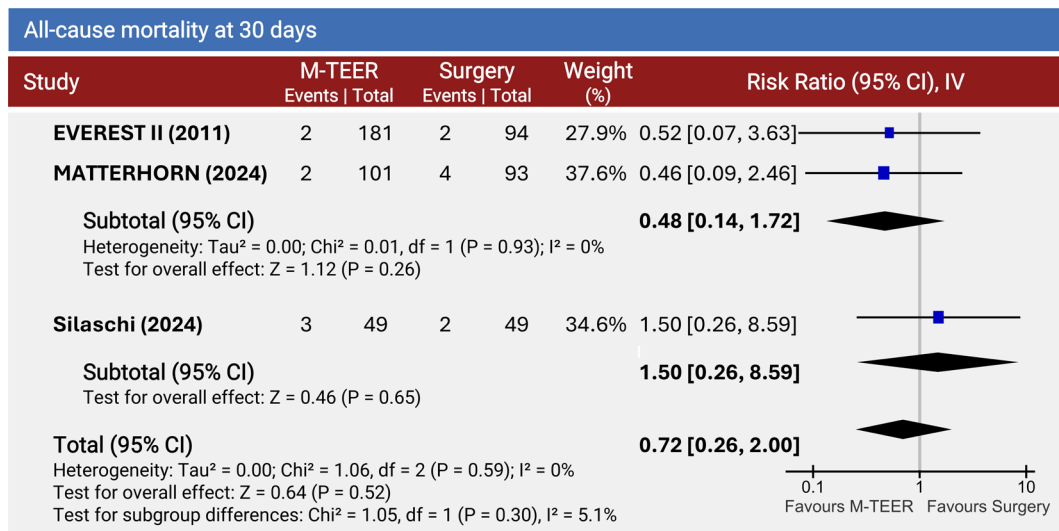 All-cause mortality at 30 days
Study M-TEER Surgery Weight Risk Ratio (95% CI), IV
Events | Total Events | Total (%)
EVEREST II (2011) 2 181 2 94 27.9% 0.52 [0.07, 3.63]
MATTERHORN (2024) 2 101 4 93 37.6% 0.46 [0.09, 2.46]
Subtotal (95% CI) 0.48 [0.14, 1.72]
Heterogeneity: Tau² = 0.00; Chi² = 0.01, df = 1 (P = 0.93); I² = 0%
Test for overall effect: Z = 1.12 (P = 0.26)
Silaschi (2024) 3 49 2 49 34.6% 1.50 [0.26, 8.59]
Subtotal (95% CI) 1.50 [0.26, 8.59]
Test for overall effect: Z = 0.46 (P = 0.65)
Total (95% CI) 0.72 [0.26, 2.00]
Heterogeneity: Tau² = 0.00; Chi² = 1.06, df = 2 (P = 0.59); I² = 0%
Test for overall effect: Z = 0.64 (P = 0.52)
Test for subgroup differences: Chi² = 1.05, df = 1 (P = 0.30), I² = 5.1%
0.1 1 10
Favours M-TEER Favours Surgery